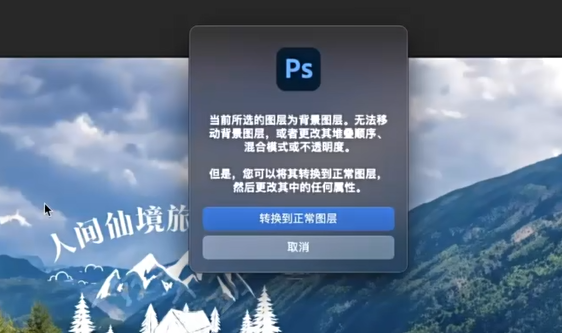 Ps
当前所选的图层为背景图层。无法移
动背景图层，或者更改其堆叠顺序、
混合模式或不透明度。
但是，您可以将其转换到正常图层，
然后更改其中的任何属性。
人间仙境旅
转换到正常图层
取消